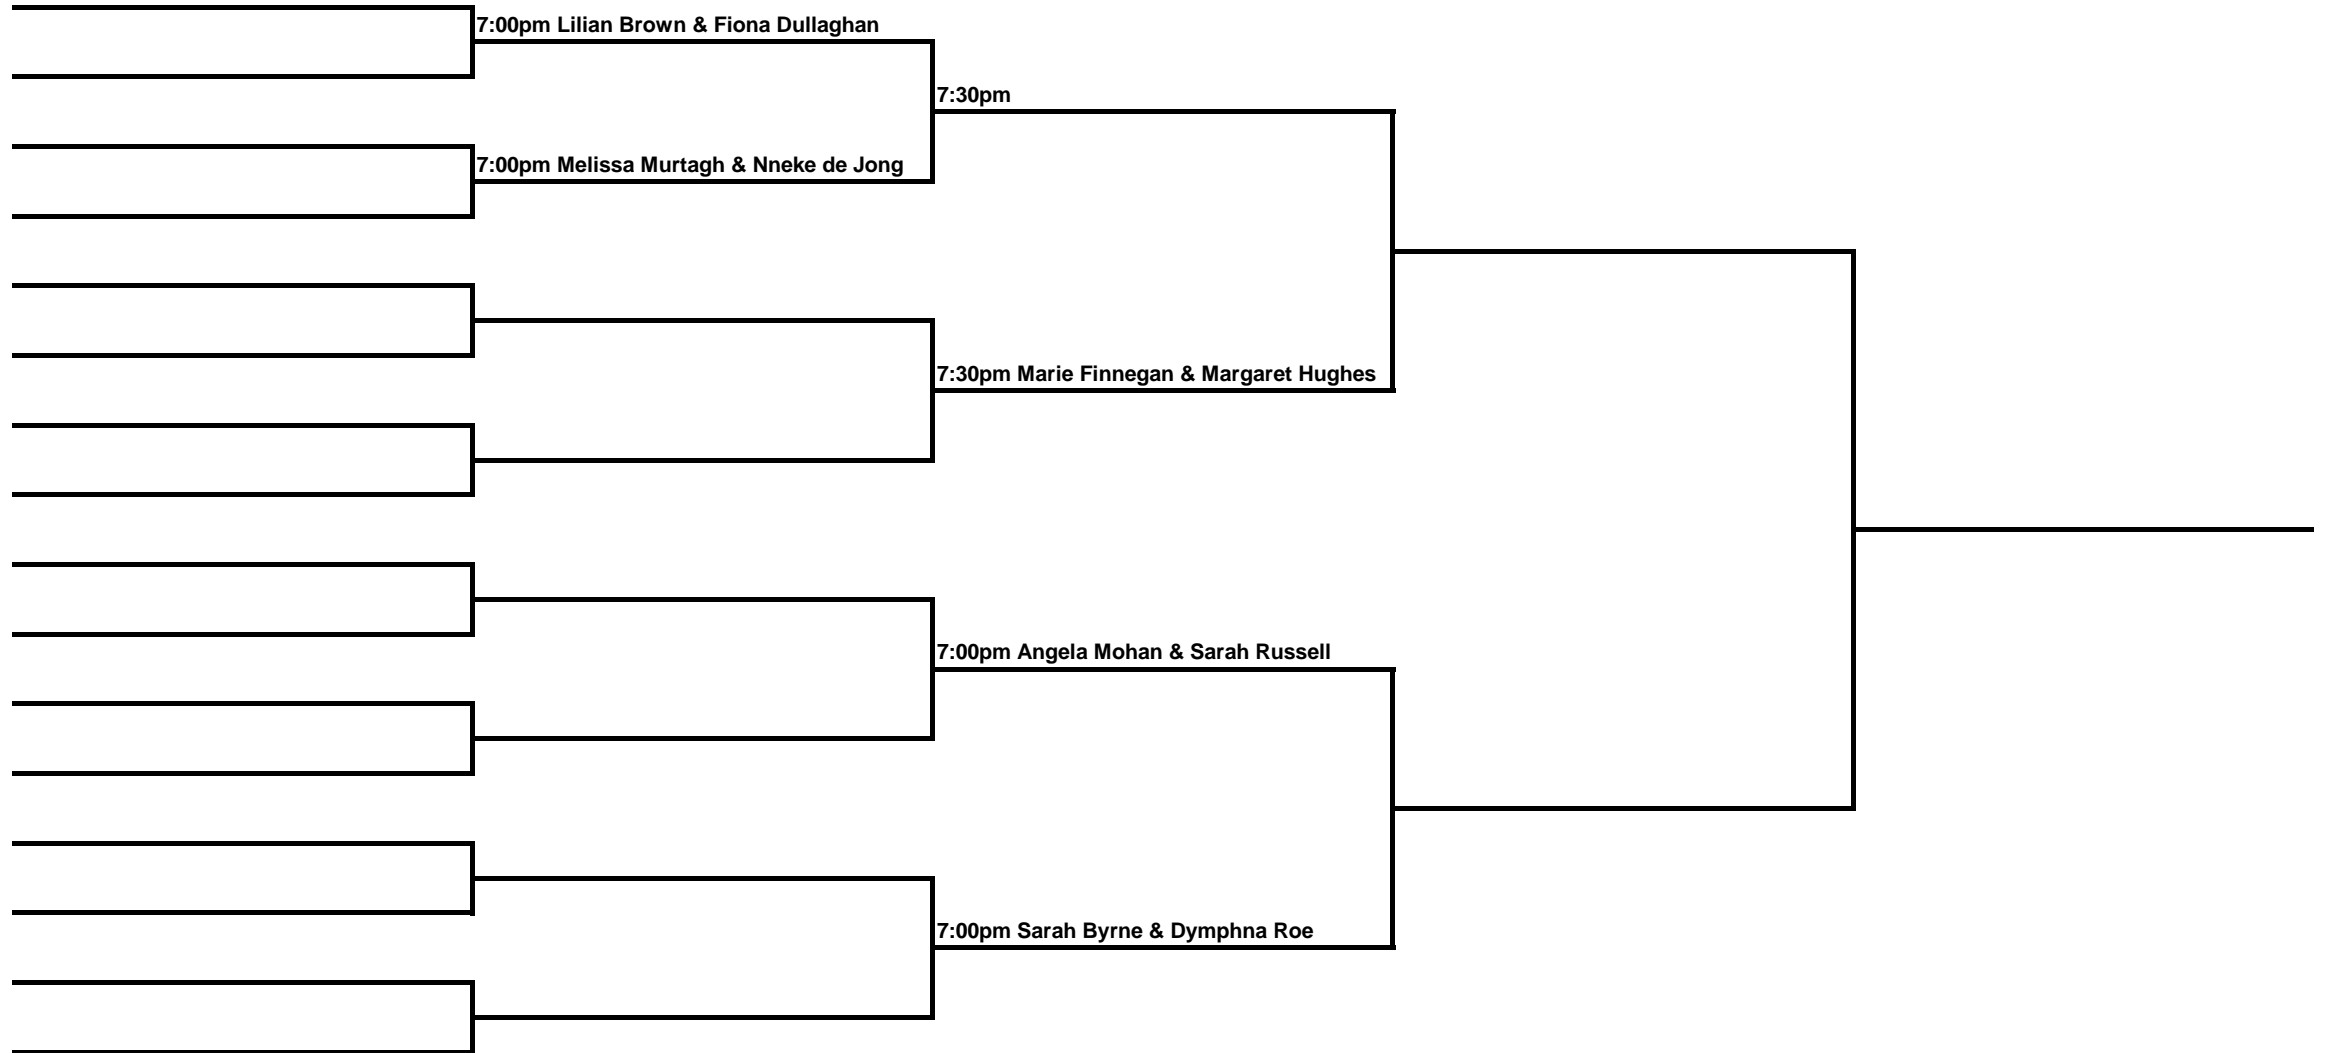 7:00pm Lilian Brown & Fiona Dullaghan
7:30pm
7:00pm Melissa Murtagh & Nneke de Jong
7:30pm Marie Finnegan & Margaret Hughes
7:00pm Angela Mohan & Sarah Russell
7:00pm Sarah Byrne & Dymphna Roe